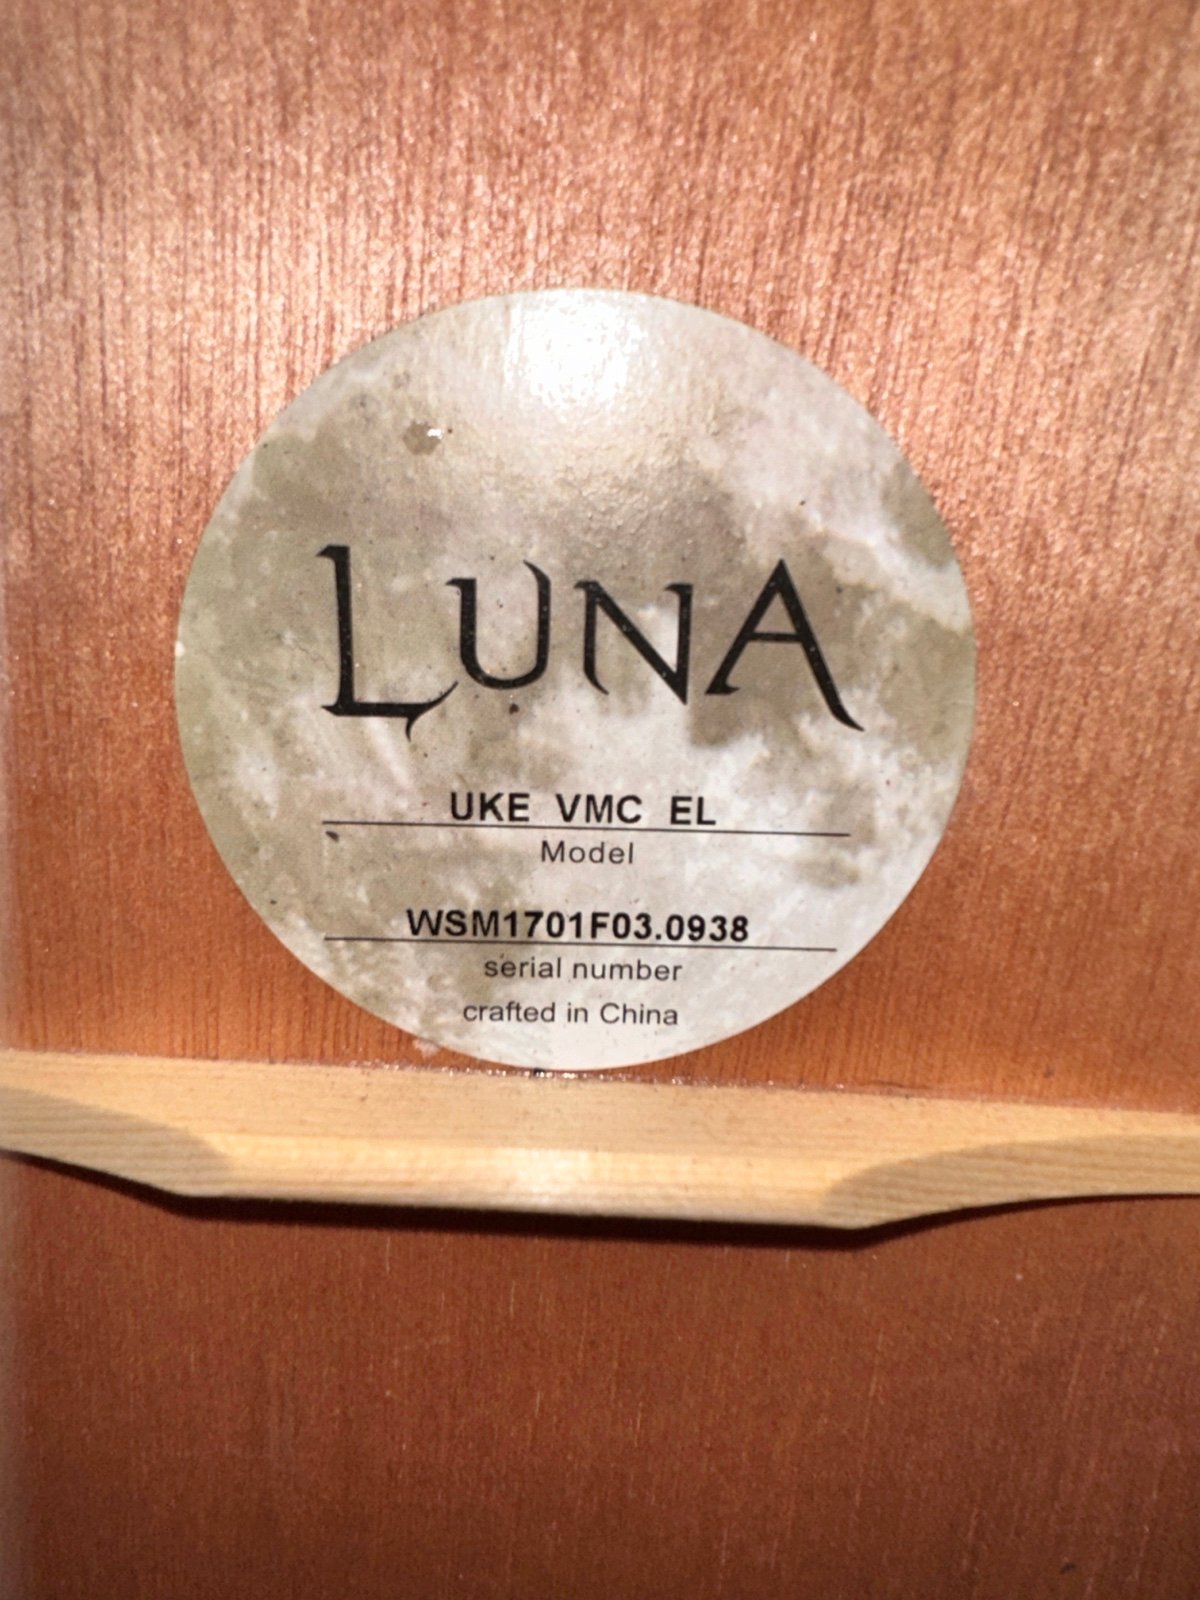 LUNA
UKE VMC EL
Model
WSM1701F03.0938
serial number
crafted in China